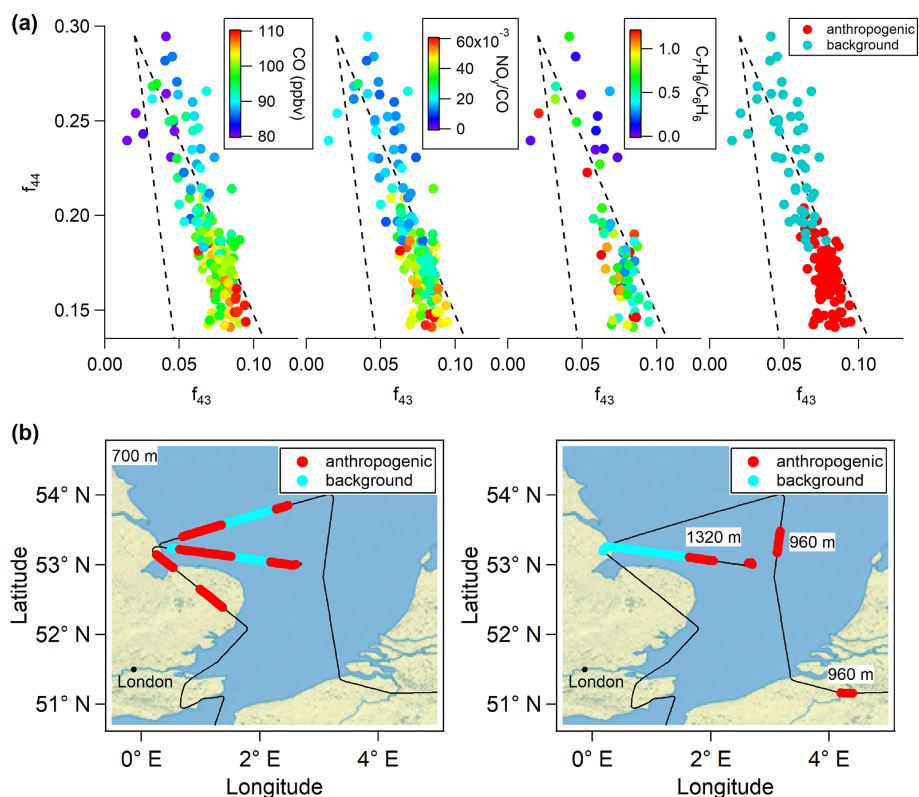 (a)
0.30
0.25
0.20
0.15
f44
110
100
90
80
CO (ppbv)
60x10-3
40
20
0
NOy/CO
1.0
0.5
0.0
C7H8/C6H6
anthropogenic
background
0.00 0.05 0.10
0.00 0.05 0.10
0.00 0.05 0.10
0.00 0.05 0.10
f43
f43
f43
f43
(b)
700 m
anthropogenic
background
54° N
53° N
52° N
51° N
Latitude
London
0° E 2° E 4° E
Longitude
anthropogenic
background
54° N
53° N
52° N
51° N
Latitude
1320 m
960 m
960 m
London
0° E 2° E 4° E
Longitude